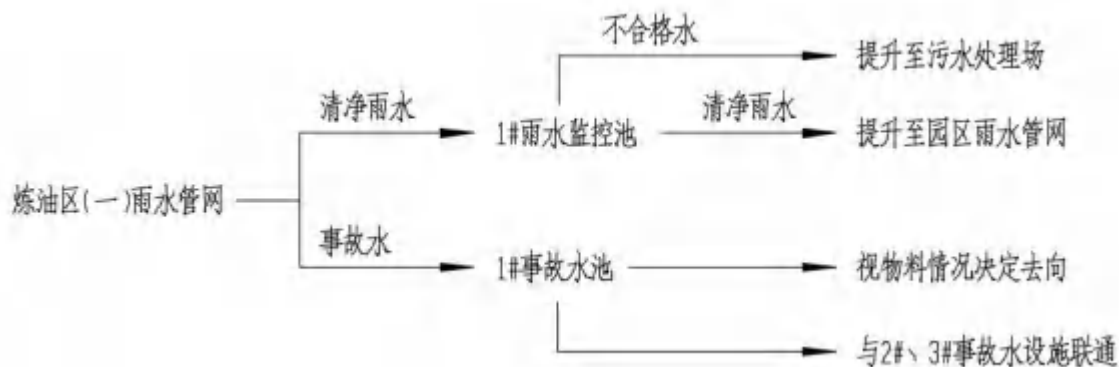 不合格水
提升至污水处理场
清净雨水
1#雨水监控池
清净雨水
提升至园区雨水管网
炼油区(一)雨水管网
事故水
1#事故水池
视物料情况决定去向
与2#、3#事故水设施联通